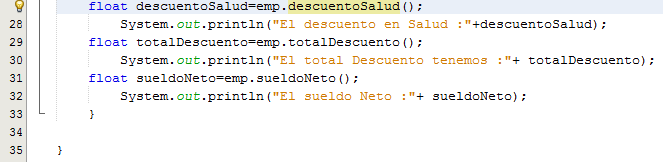 float descuentoSalud=emp.descuentoSalud();
28 System.out.println("El descuento en Salud :"+descuentoSalud);
29 float totalDescuento=emp.totalDescuento();
30 System.out.println("El total Descuento tenemos :"+ totalDescuento);
31 float sueldoNeto=emp.sueldoNeto();
32 System.out.println("El sueldo Neto :"+ sueldoNeto);
33 }
34
35 }